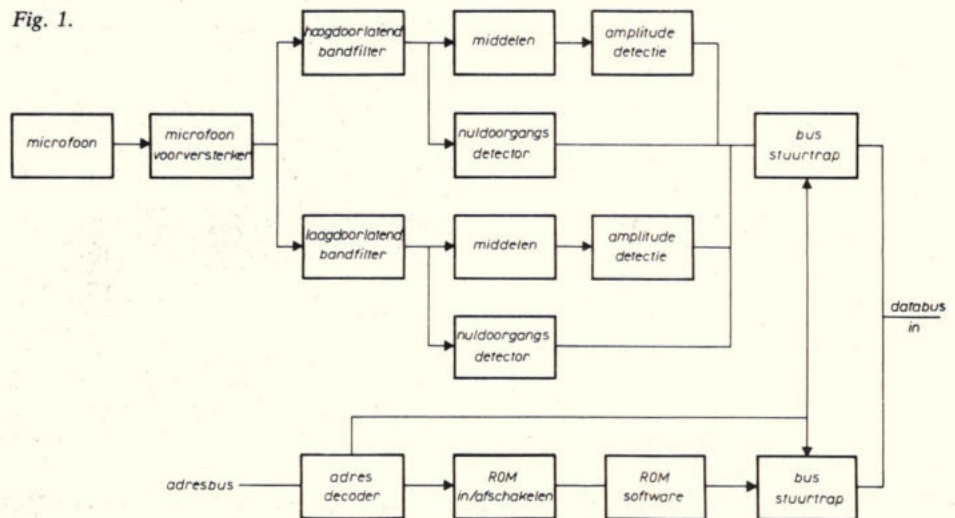 Fig. 1.
hoogdoorlatend
bandfilter
middelen
amplitude
detectie
microfoon
microfoon
voorversterker
nuldoorgangs
detector
bus
stuurtrap
laagdoorlatend
bandfilter
middelen
amplitude
detectie
nuldoorgangs
detector
databus
in
adresbus
adres
decoder
ROM
in/afschakelen
ROM
software
bus
stuurtrap